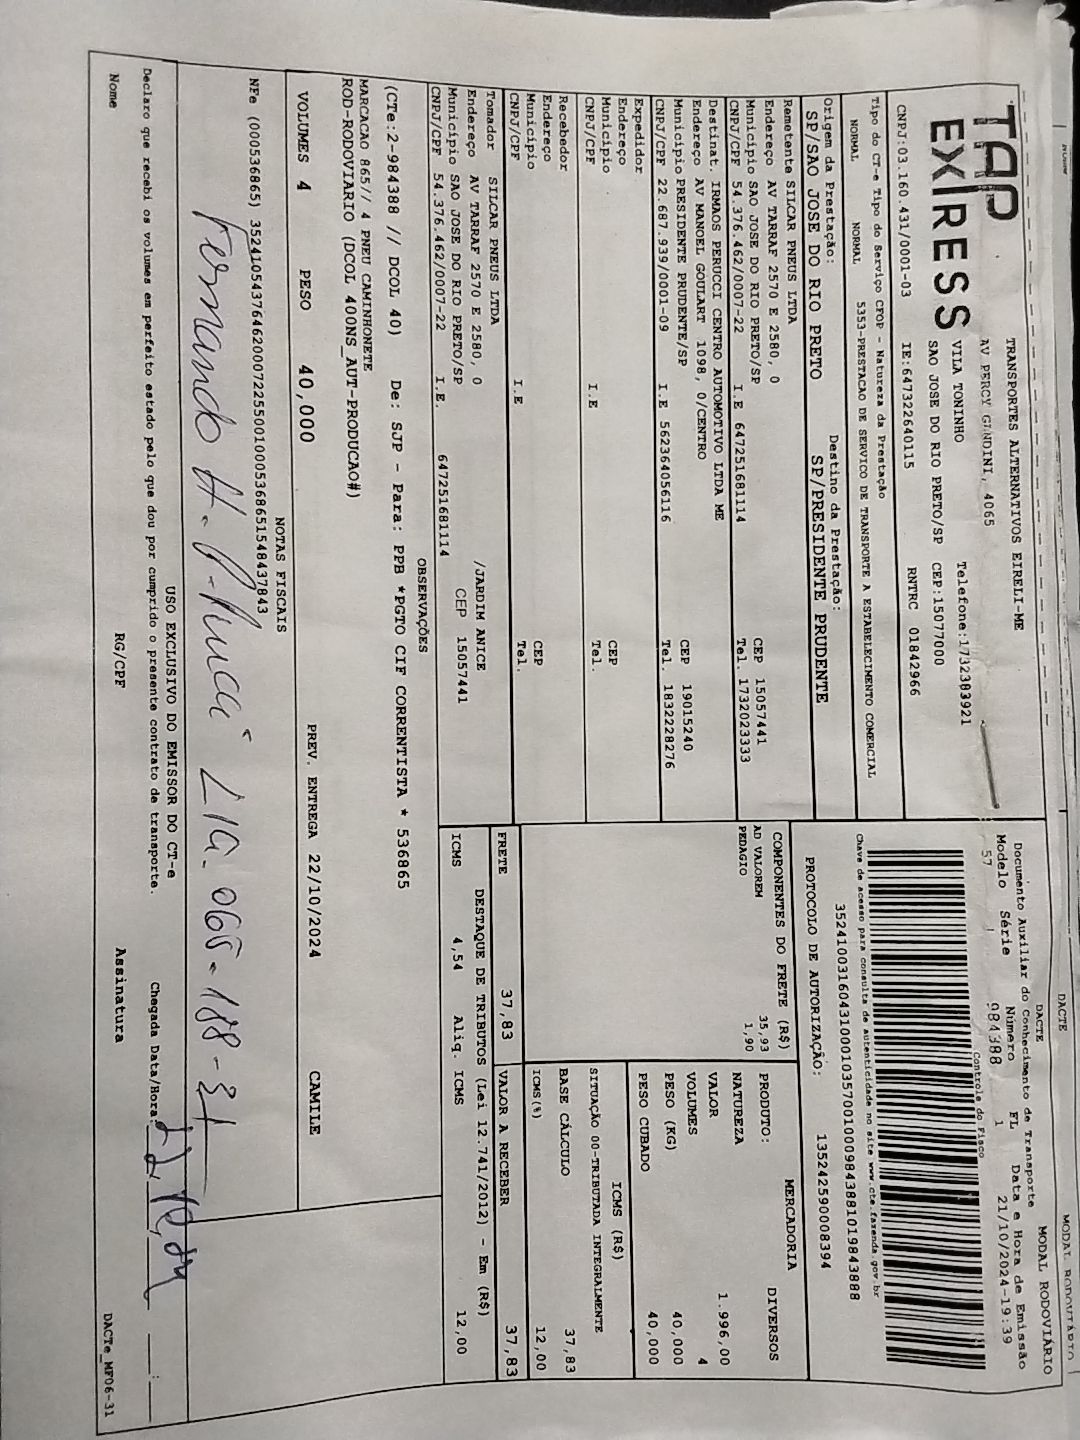 TAP EXPRESS
TRANSPORTES ALTERNATIVOS EIRELI-ME
AV PERCY GANDINI, 4065
VILA TONINHO Telefone:1732383921
SAO JOSE DO RIO PRETO/SP CEP:15077000
CNPJ:03.160.431/0001-03 IE:647322640115 RNTRC 01842966
Tipo do CT-e Tipo do Serviço CFOP - Natureza da Prestação
NORMAL NORMAL 5353-PRESTACAO DE SERVICO DE TRANSPORTE A ESTABELECIMENTO COMERCIAL
Origem da Prestação: Destino da Prestação:
SP/SAO JOSE DO RIO PRETO SP/PRESIDENTE PRUDENTE
Remetente SILCAR PNEUS LTDA
Endereço AV TARRAF 2570 E 2580, 0 CEP 15057441
Municipio SAO JOSE DO RIO PRETO/SP Tel. 1732023333
CNPJ/CPF 54.376.462/0007-22 I.E 647251681114
Destinat. IRMAOS PERUCCI CENTRO AUTOMOTIVO LTDA ME
Endereço AV MANOEL GOULART 1098, 0/CENTRO
Municipio PRESIDENTE PRUDENTE/SP CEP 19015240
CNPJ/CPF 22.687.939/0001-09 I.E 562364056116 Tel. 1832228276
Expedidor
Endereço
Municipio CEP
CNPJ/CPF I.E Tel.
Recebedor
Endereço
Municipio CEP
CNPJ/CPF I.E Tel.
Tomador SILCAR PNEUS LTDA
Endereço AV TARRAF 2570 E 2580, 0 /JARDIM ANICE
Municipio SAO JOSE DO RIO PRETO/SP CEP 15057441
CNPJ/CPF 54.376.462/0007-22 I.E. 647251681114
DACTE
MODAL RODOVIÁRIO
DACTE MODAL RODOVIÁRIO
Documento Auxiliar do Conhecimento de Transporte
Modelo Série Número FL Data e Hora de Emissão
57 1 984388 1 21/10/2024-19:39
Controle do Fisco
Chave de acesso para consulta de autenticidade no site www.cte.fazenda.gov.br
35241003160431000103570010009843881019843888
PROTOCOLO DE AUTORIZAÇÃO: 135242590008394
COMPONENTES DO FRETE (R$)
AD VALOREM 35,93
PEDAGIO 1,90
FRETE 37,83
MERCADORIA
PRODUTO: DIVERSOS
NATUREZA
VALOR 1.996,00
VOLUMES 4
PESO (KG) 40,000
PESO CUBADO 40,000
ICMS (R$)
SITUAÇÃO 00-TRIBUTADA INTEGRALMENTE
BASE CÁLCULO 37,83
ICMS(%) 12,00
VALOR A RECEBER 37,83
DESTAQUE DE TRIBUTOS (Lei 12.741/2012) - Em (R$)
ICMS 4,54 Aliq. ICMS 12,00
OBSERVAÇÕES
(CTe:2-984388 // DCOL 40) De: SJP - Para: PPB *PGTO CIF CORRENTISTA * 536865
MARCACAO 865// 4 PNEU CAMINHONETE
ROD-RODOVIARIO (DCOL 400NS_AUT-PRODUCAO#)
VOLUMES 4 PESO 40,000 PREV. ENTREGA 22/10/2024 CAMILE
NOTAS FISCAIS
NFe (000536865) 35241054376462000722550010005368651548437843
USO EXCLUSIVO DO EMISSOR DO CT-e
Declaro que recebi os volumes em perfeito estado pelo que dou por cumprido o presente contrato de transporte. Chegada Data/Hora
Nome RG/CPF Assinatura
Fernando H.
DACTe_MF06-31